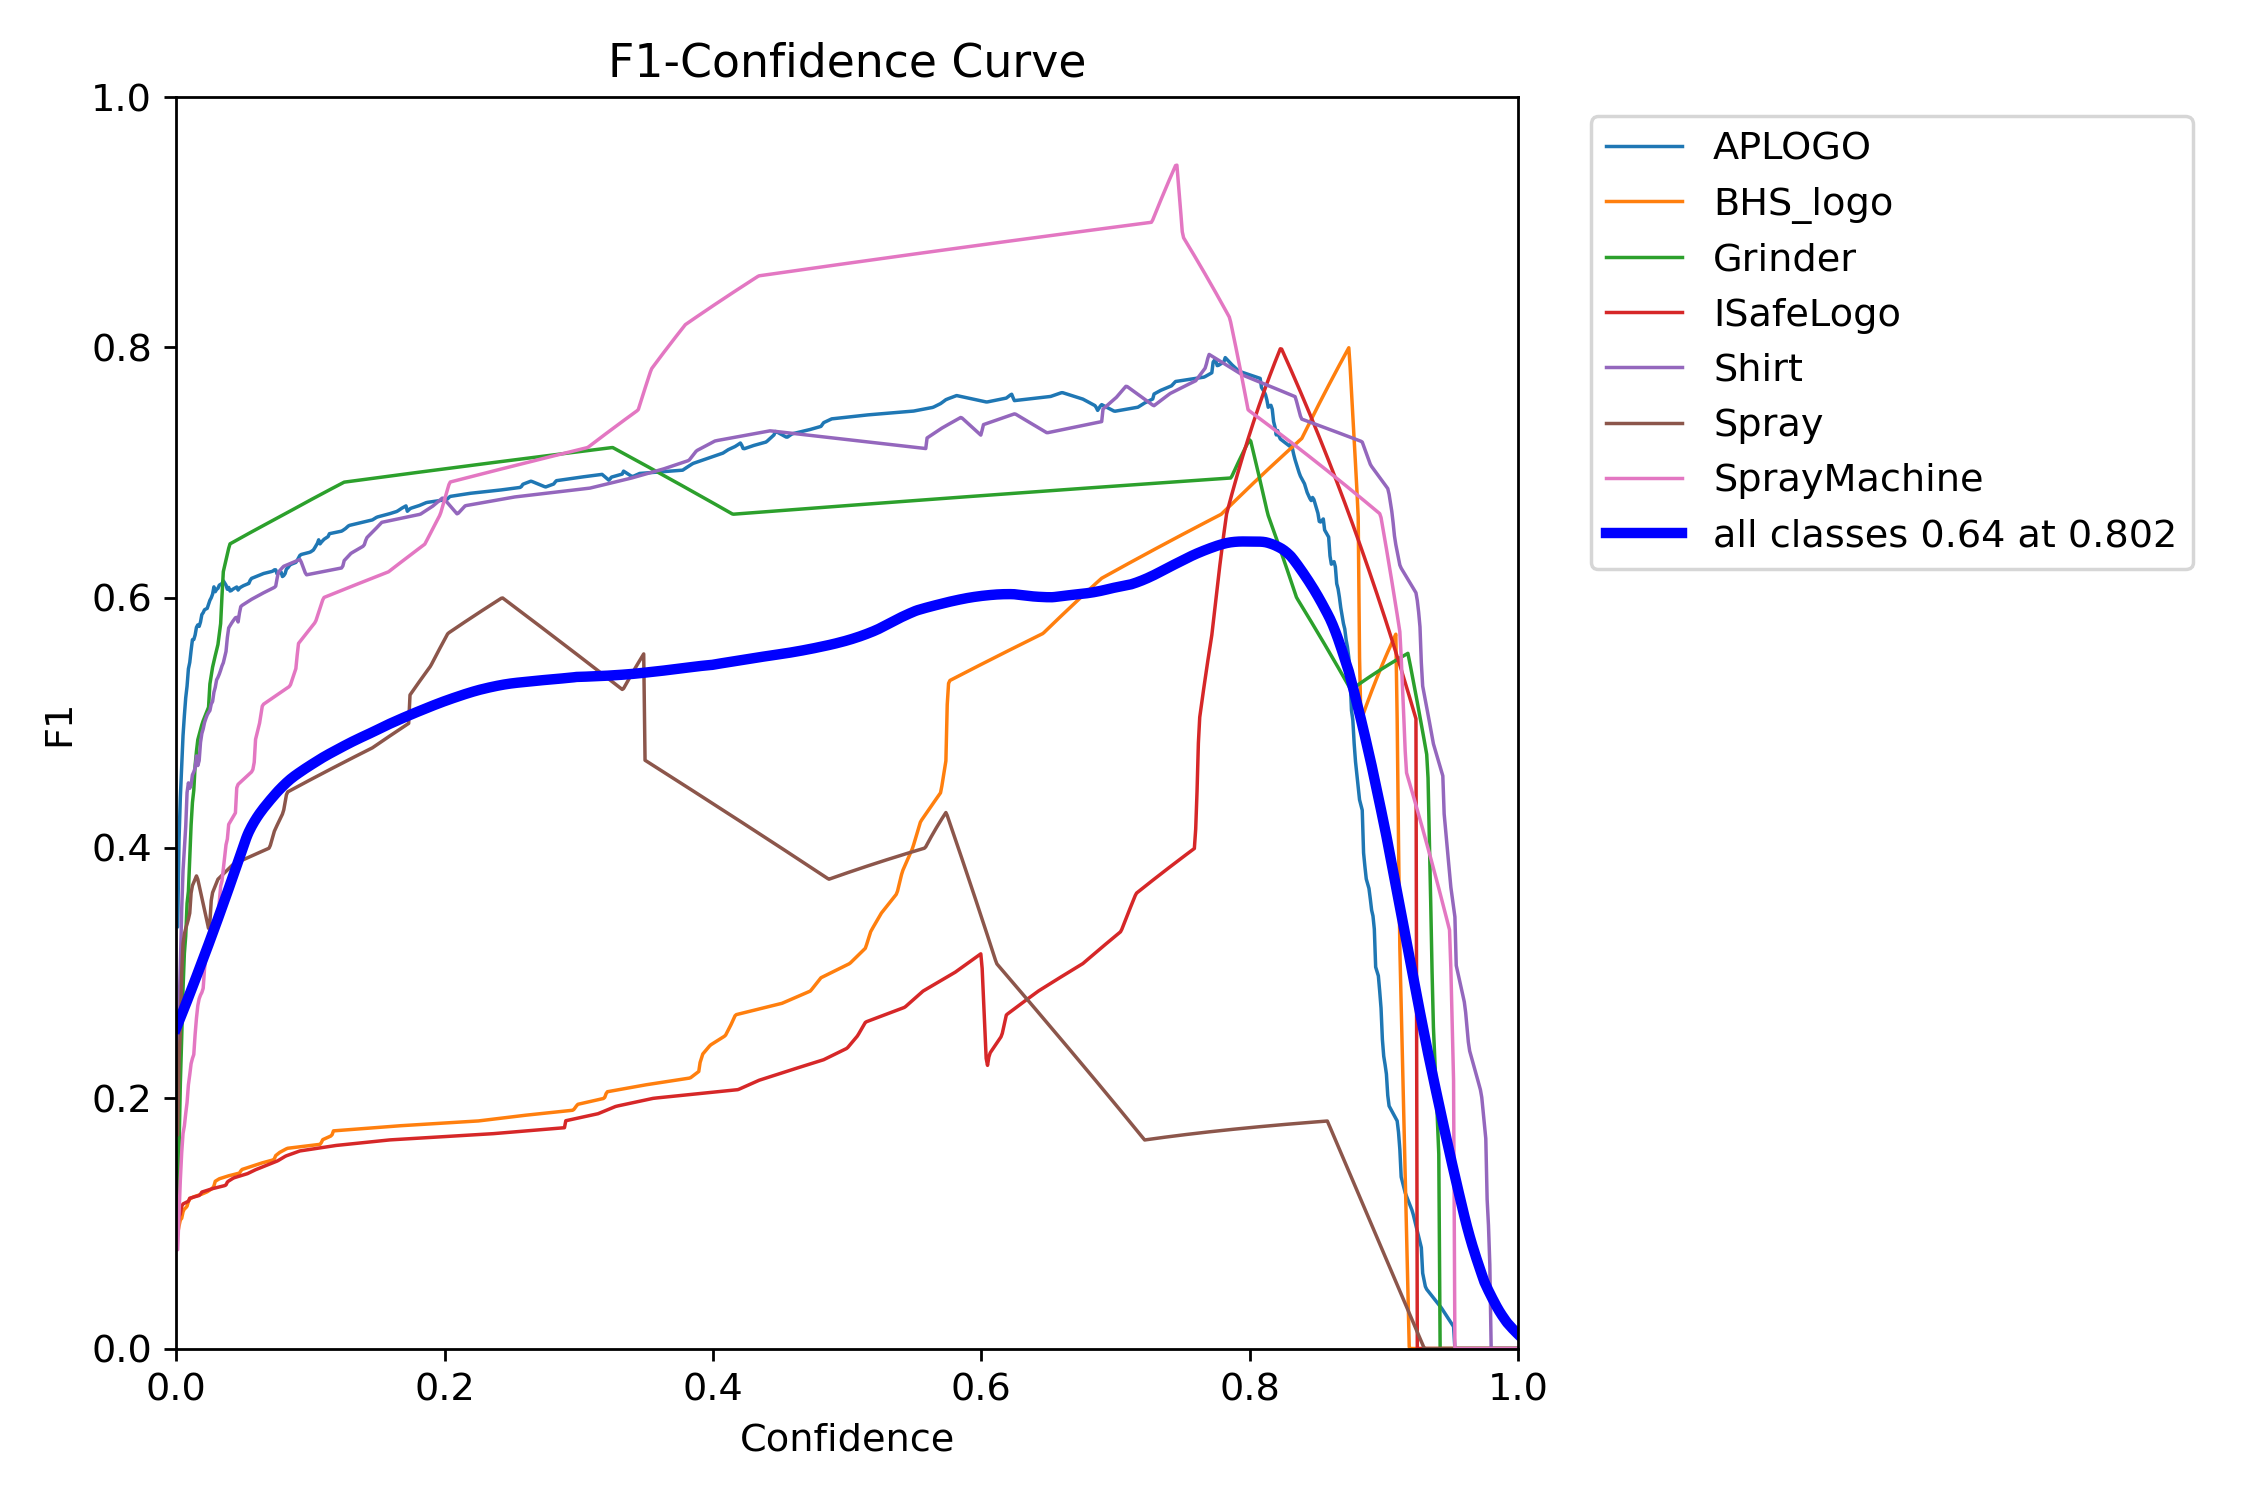 F1-Confidence Curve
1.0
0.8
0.6
0.4
0.2
0.0
F1
0.0 0.2 0.4 0.6 0.8 1.0
Confidence
APLOGO
BHS_logo
Grinder
ISafeLogo
Shirt
Spray
SprayMachine
all classes 0.64 at 0.802